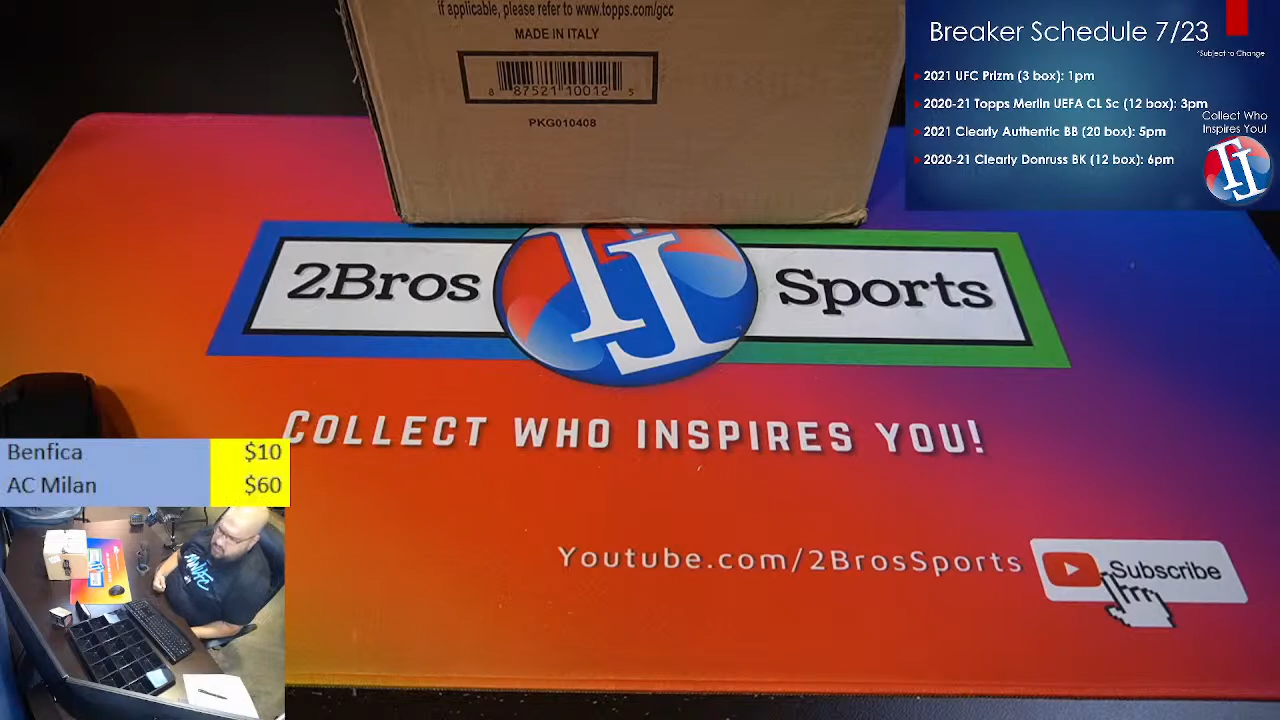 if applicable, please refer to www.topps.com/gcc
MADE IN ITALY
8 87521 10012 5
PKG010408
Breaker Schedule 7/23
*Subject to Change
2021 UFC Prizm (3 box): 1pm
2020-21 Topps Merlin UEFA CL Sc (12 box): 3pm
2021 Clearly Authentic BB (20 box): 5pm
2020-21 Clearly Donruss BK (12 box): 6pm
Collect Who
Inspires You!
2Bros Sports
Collect who inspires you!
Benfica $10
AC Milan $60
Youtube.com/2BrosSports
Subscribe